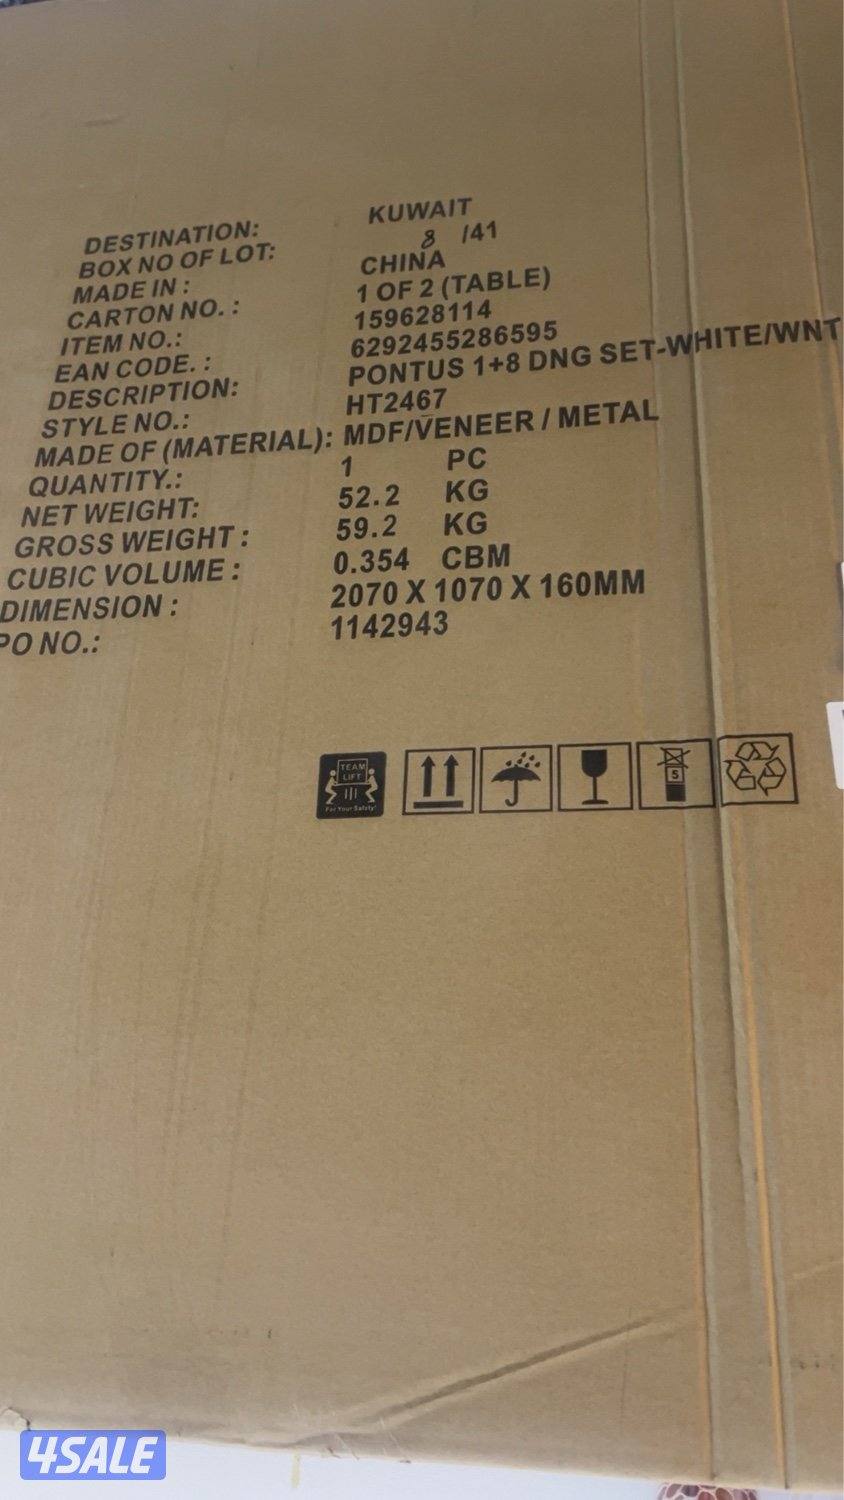 DESTINATION: KUWAIT
BOX NO OF LOT: 8 /41
MADE IN : CHINA
CARTON NO. : 1 OF 2 (TABLE)
ITEM NO.: 159628114
EAN CODE. : 6292455286595
DESCRIPTION: PONTUS 1+8 DNG SET-WHITE/WNT
STYLE NO.: HT2467
MADE OF (MATERIAL): MDF/VENEER / METAL
QUANTITY.: 1 PC
NET WEIGHT: 52.2 KG
GROSS WEIGHT : 59.2 KG
CUBIC VOLUME : 0.354 CBM
DIMENSION : 2070 X 1070 X 160MM
PO NO.: 1142943
TEAM
LIFT
For Your Safety!
5
4SALE